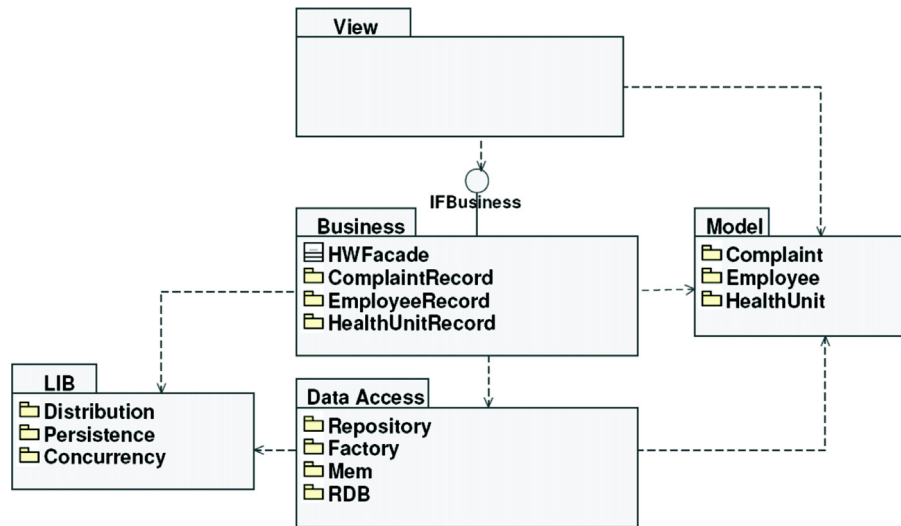 View
IFBusiness
Business
HWFacade
ComplaintRecord
EmployeeRecord
HealthUnitRecord
Model
Complaint
Employee
HealthUnit
LIB
Distribution
Persistence
Concurrency
Data Access
Repository
Factory
Mem
RDB